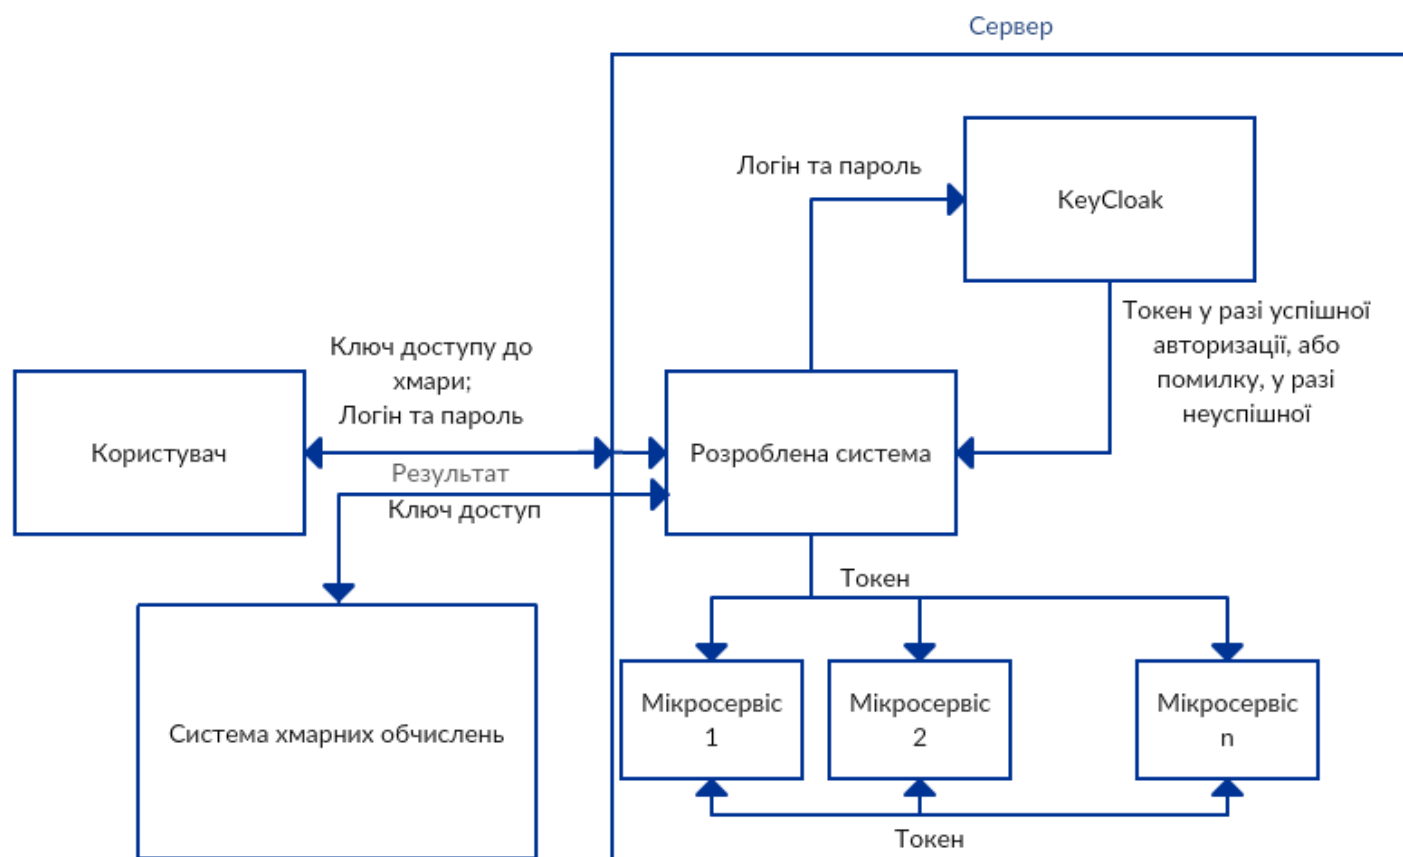 Сервер
Логін та пароль
KeyCloak
Токен у разі успішної
авторизації, або
помилку, у разі
неуспішної
Ключ доступу до
хмари;
Логін та пароль
Користувач
Розроблена система
Результат
Ключ доступ
Токен
Система хмарних обчислень
Мікросервіс
1
Мікросервіс
2
Мікросервіс
n
Токен